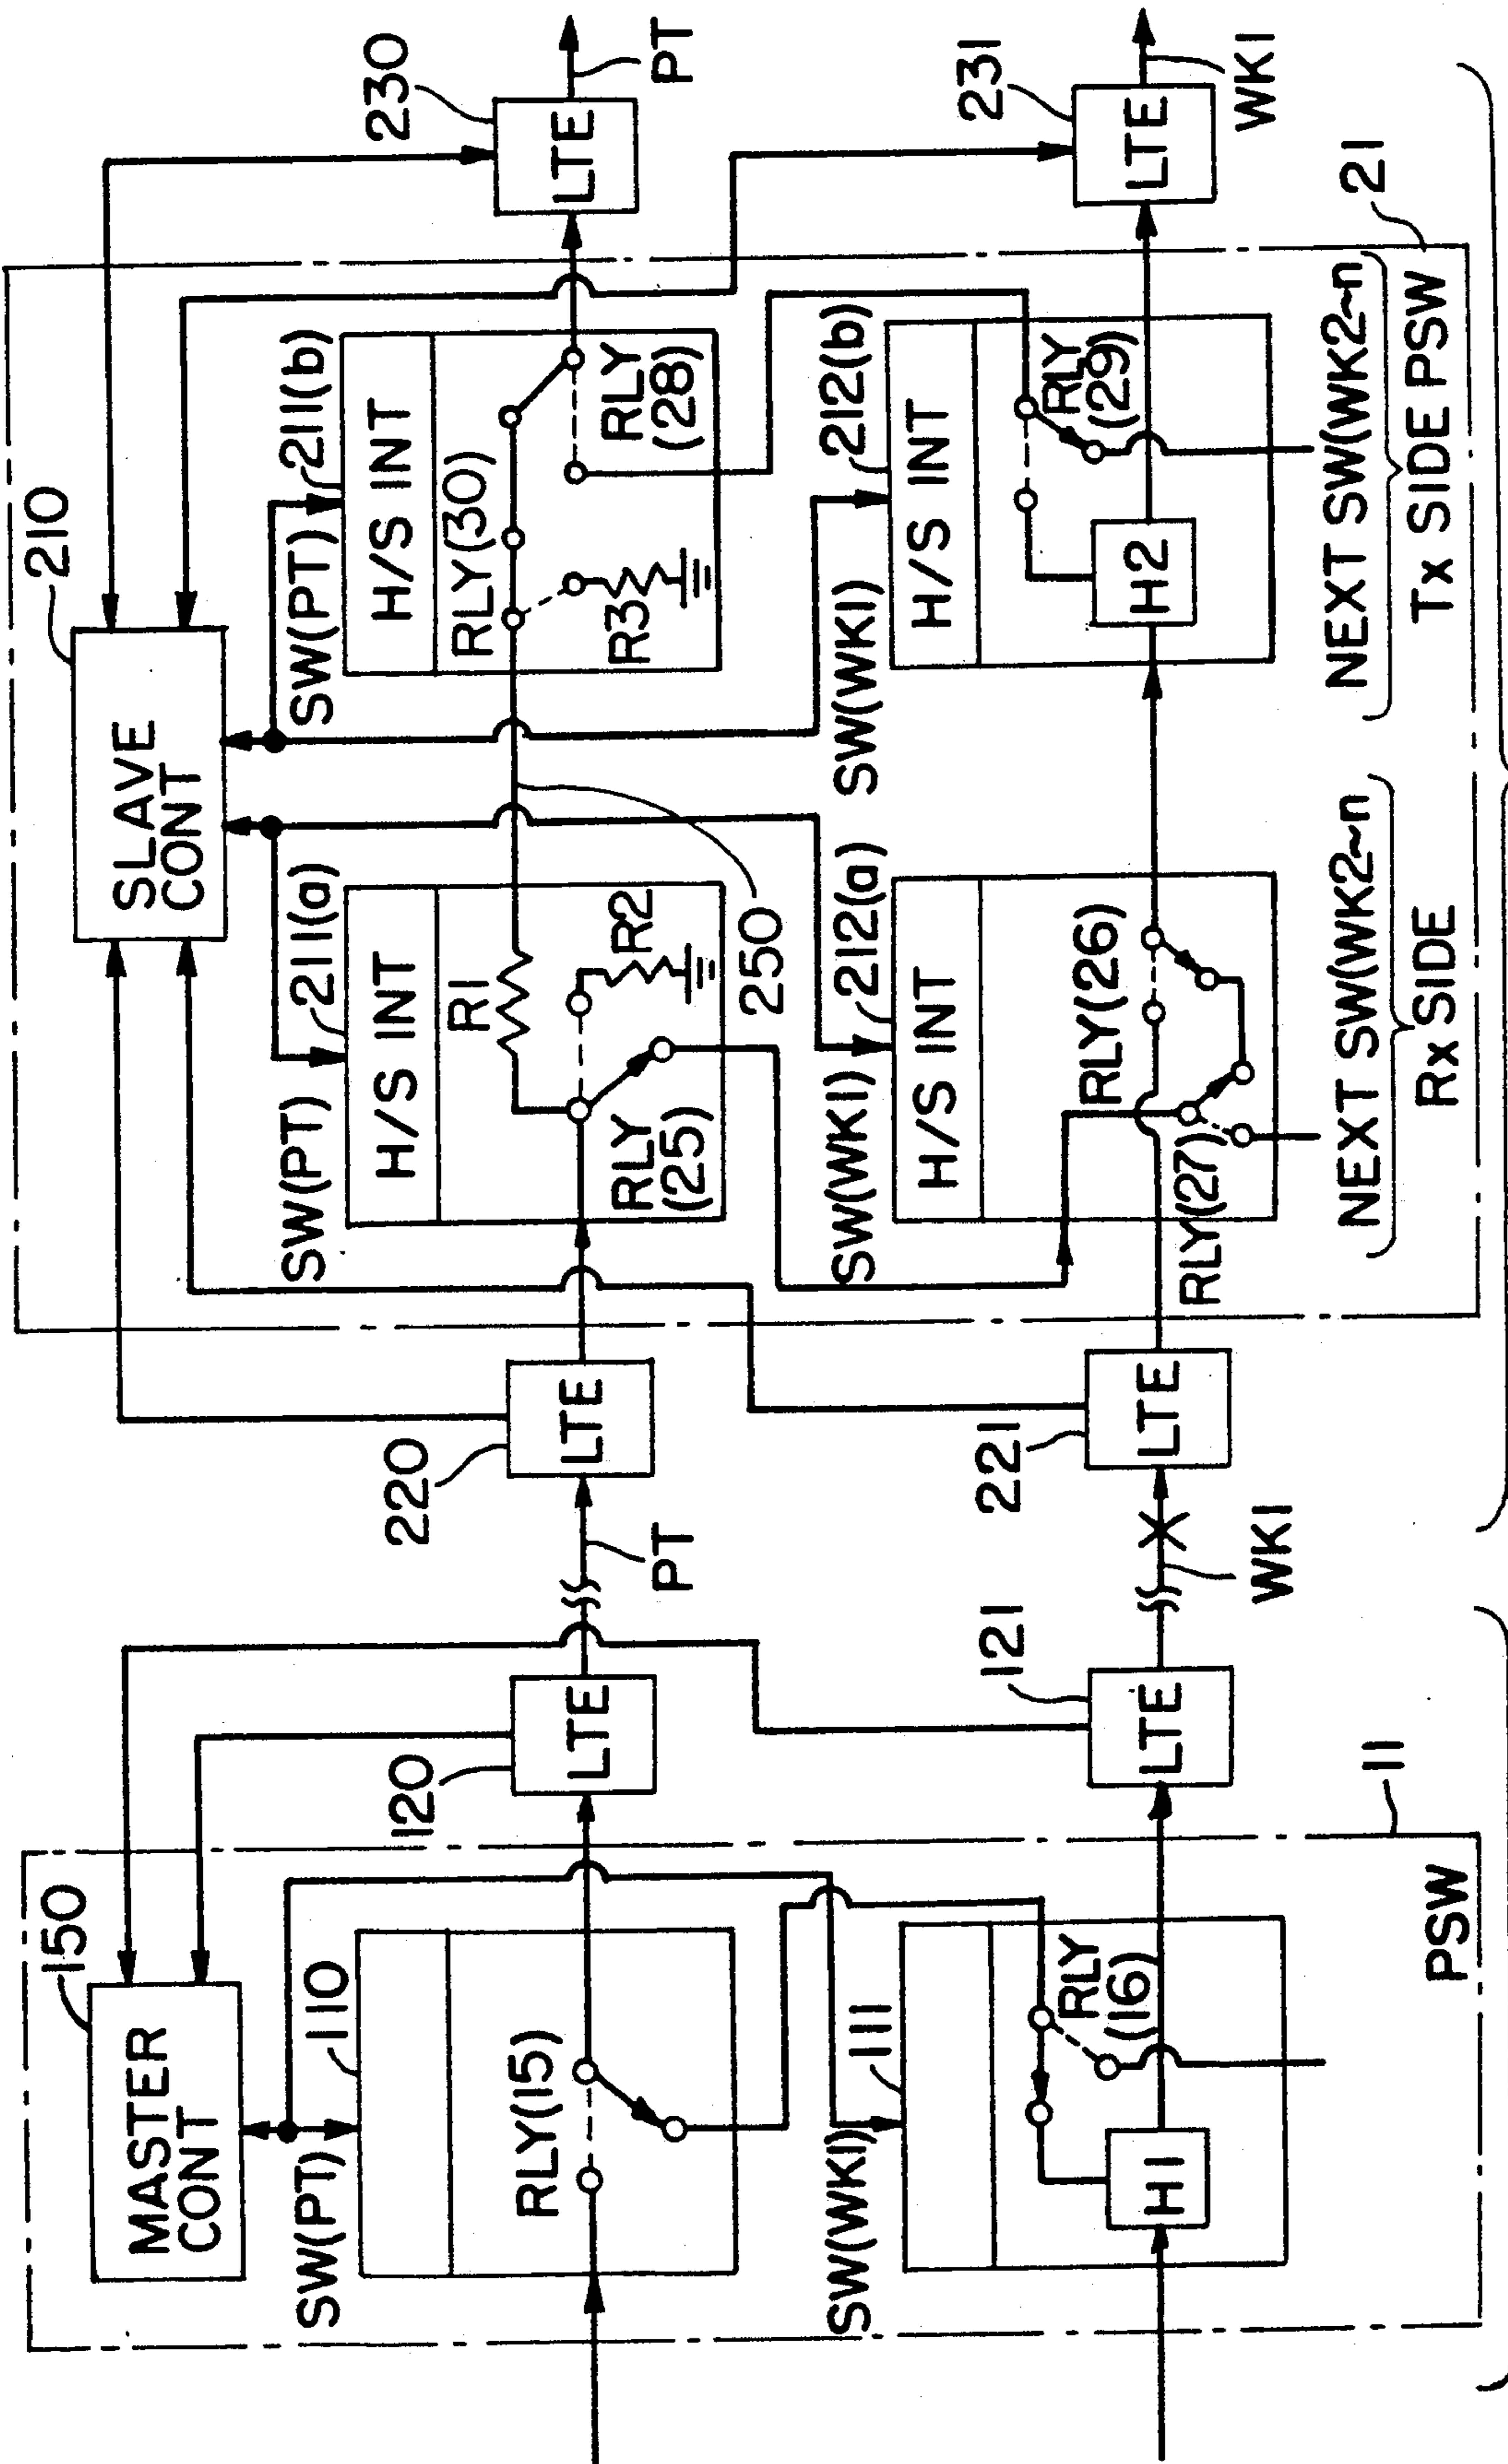 150
MASTER
CONT
SW(PT)
110
RLY(15)
SW(WK1)
111
H1
RLY
(16)
PSW
11
120
LTE
121
LTE
PT
WK1
220
LTE
221
LTE
210
SLAVE
CONT
SW(PT)
211(a)
H/S INT
R1
R2
RLY
(25)
250
SW(WK1)
212(a)
H/S INT
RLY(26)
RLY(27)
NEXT SW(WK2~n
Rx SIDE
SW(PT)
211(b)
H/S INT
RLY(30)
R3
RLY
(28)
SW(WK1)
212(b)
H/S INT
H2
RLY
(29)
NEXT SW(WK2~n
Tx SIDE PSW
21
230
LTE
PT
231
LTE
WK1